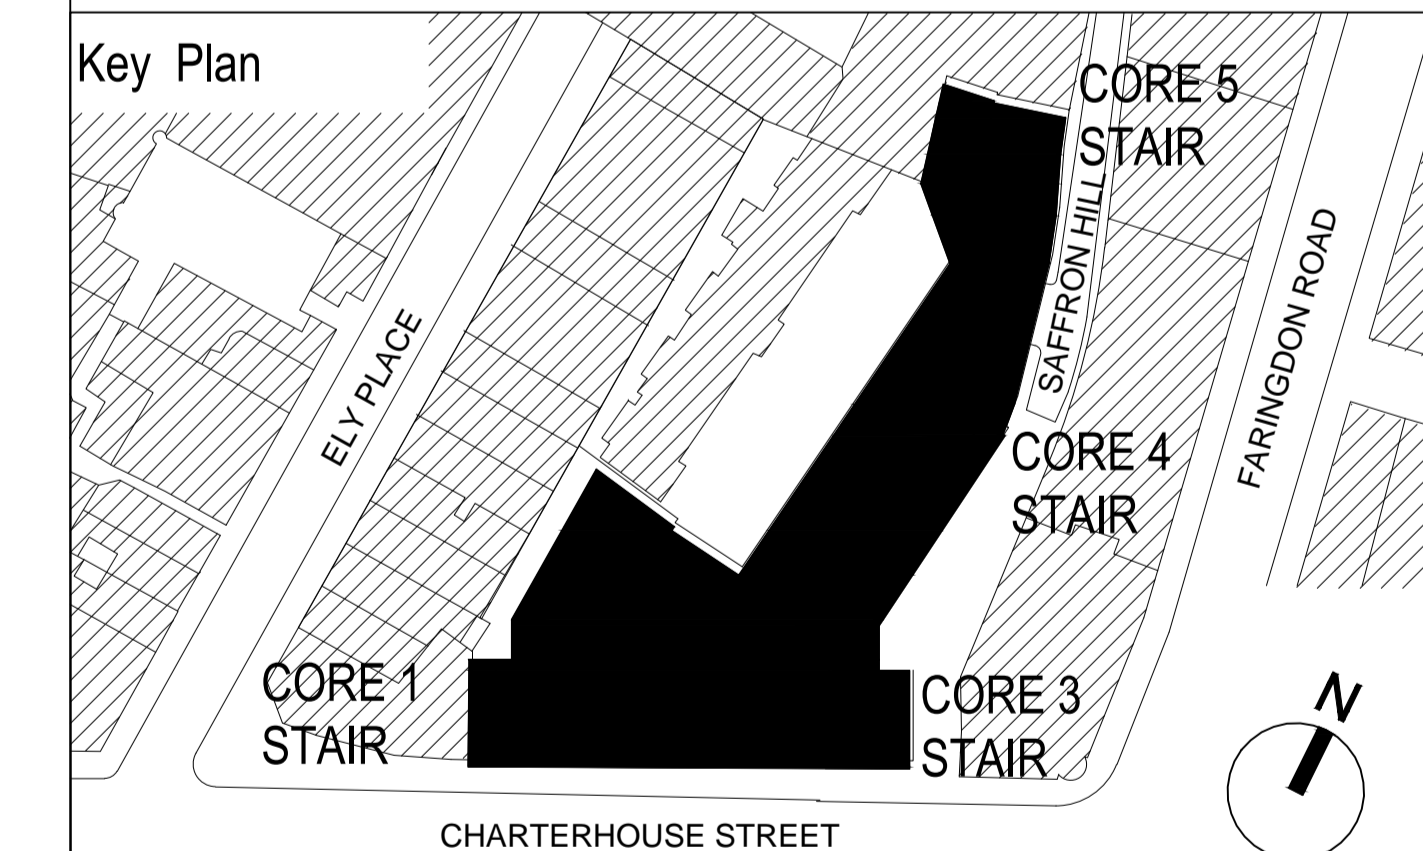 Key Plan
CORE 5
STAIR
SAFFRON HILL
FARINGDON ROAD
ELY PLACE
CORE 4
STAIR
CORE 1
STAIR
CORE 3
STAIR
N
CHARTERHOUSE STREET